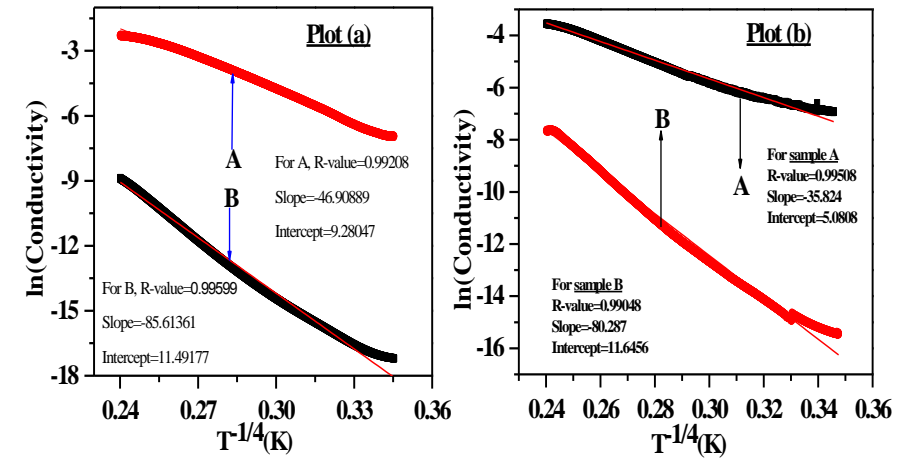 Plot (a)
-3
-6
-9
-12
-15
-18
ln(Conductivity)
A
For A, R-value=0.99208
Slope=-46.90889
Intercept=9.28047
B
For B, R-value=0.99599
Slope=-85.61361
Intercept=11.49177
0.24 0.27 0.30 0.33 0.36
T^-1/4(K)
Plot (b)
-4
-6
-8
-10
-12
-14
-16
ln(Conductivity)
B
A
For sample A
R-value=0.99508
Slope=-35.824
Intercept=5.0808
For sample B
R-value=0.99048
Slope=-80.287
Intercept=11.6456
0.24 0.26 0.28 0.30 0.32 0.34 0.36
T^-1/4(K)